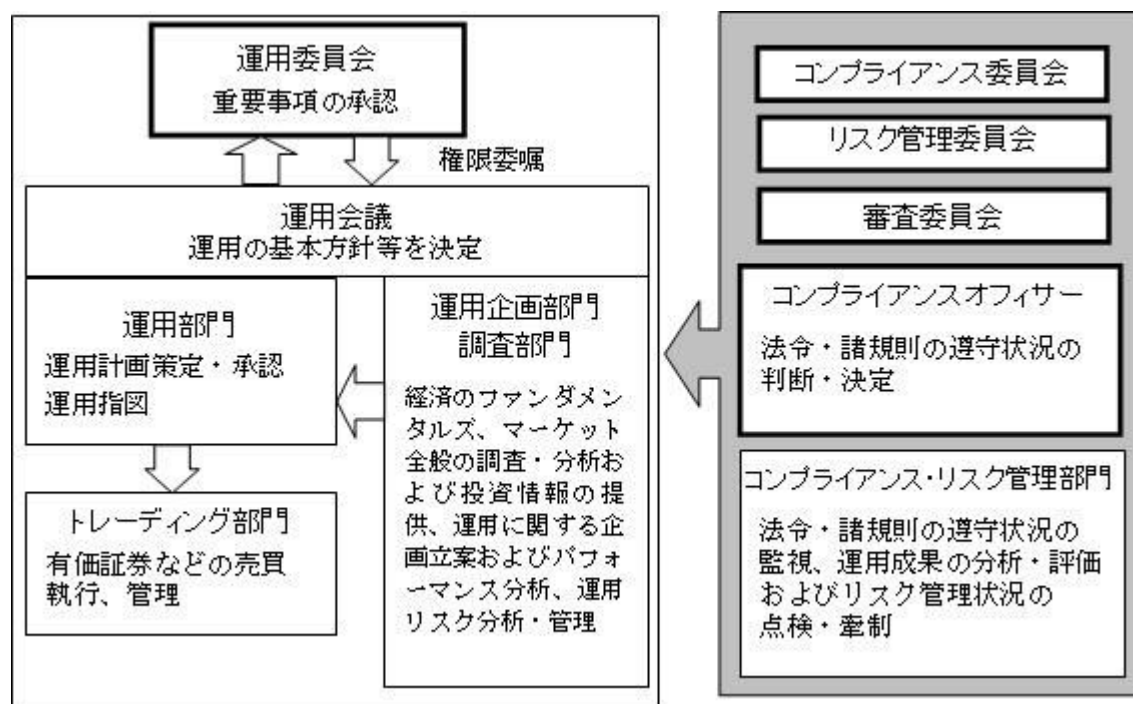 運用委員会
重要事項の承認
権限委嘱
運用会議
運用の基本方針等を決定
運用部門
運用計画策定・承認
運用指図
運用企画部門
調査部門
経済のファンダメン
タルズ、マーケット
全般の調査・分析お
よび投資情報の提
供、運用に関する企
画立案およびパフォ
ーマンス分析、運用
リスク分析・管理
トレーディング部門
有価証券などの売買
執行、管理
コンプライアンス委員会
リスク管理委員会
審査委員会
コンプライアンスオフィサー
法令・諸規則の遵守状況の
判断・決定
コンプライアンス・リスク管理部門
法令・諸規則の遵守状況の
監視、運用成果の分析・評価
およびリスク管理状況の
点検・牽制